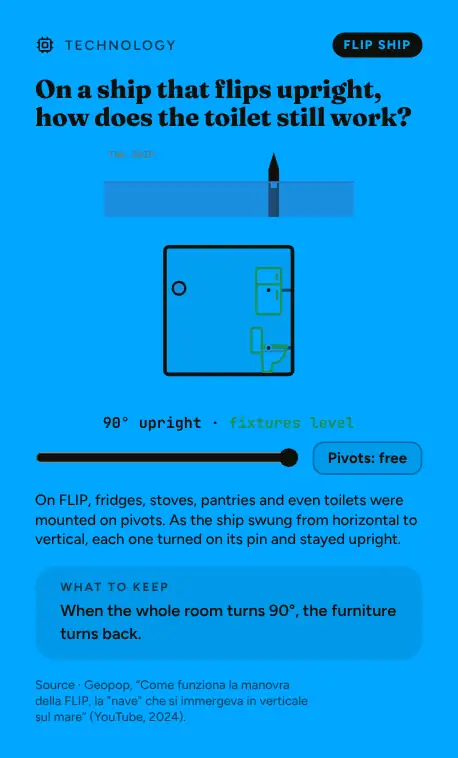 TECHNOLOGY
FLIP SHIP
On a ship that flips upright,
how does the toilet still work?
THE SHIP
90° upright · fixtures level
Pivots: free
On FLIP, fridges, stoves, pantries and even toilets were
mounted on pivots. As the ship swung from horizontal to
vertical, each one turned on its pin and stayed upright.
WHAT TO KEEP
When the whole room turns 90°, the furniture
turns back.
Source · Geopop, “Come funziona la manovra
della FLIP, la "nave" che si immergeva in verticale
sul mare” (YouTube, 2024).